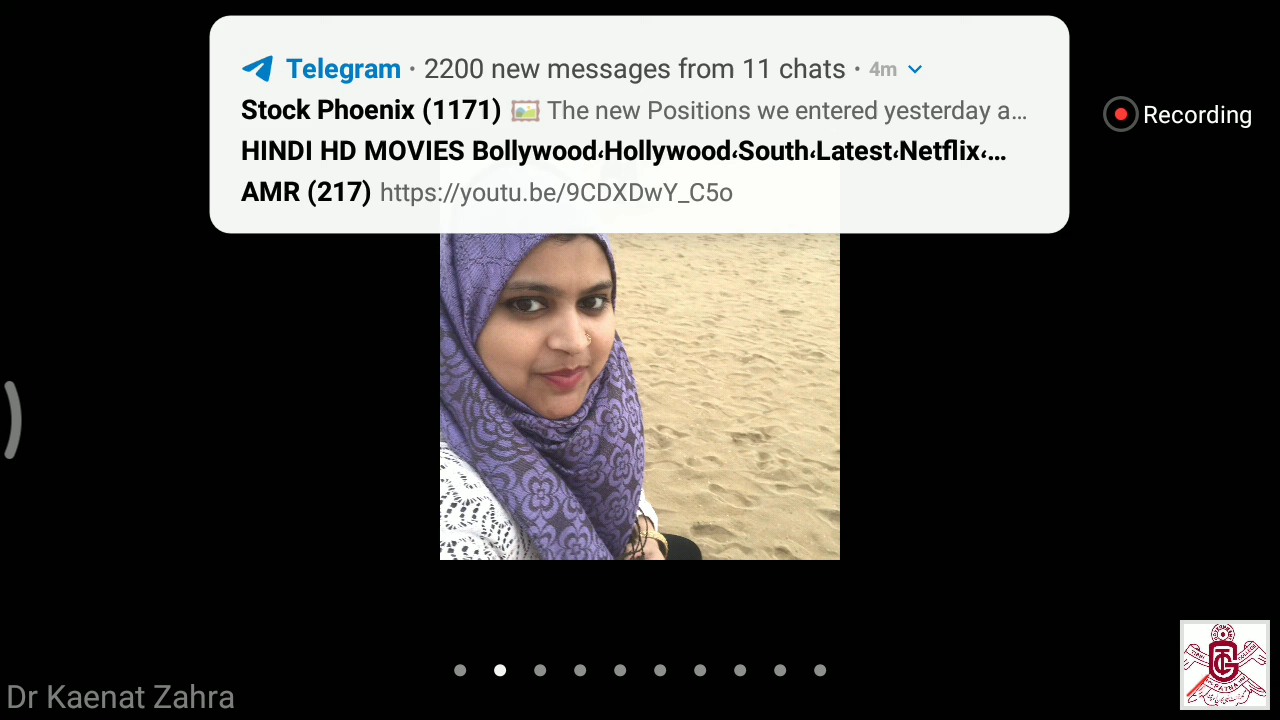 Telegram · 2200 new messages from 11 chats · 4m
Stock Phoenix (1171) 🖼️ The new Positions we entered yesterday a…
HINDI HD MOVIES Bollywood،Hollywood،South،Latest،Netflix،…
AMR (217) https://youtu.be/9CDXDwY_C5o
Recording
Dr Kaenat Zahra
PATNA